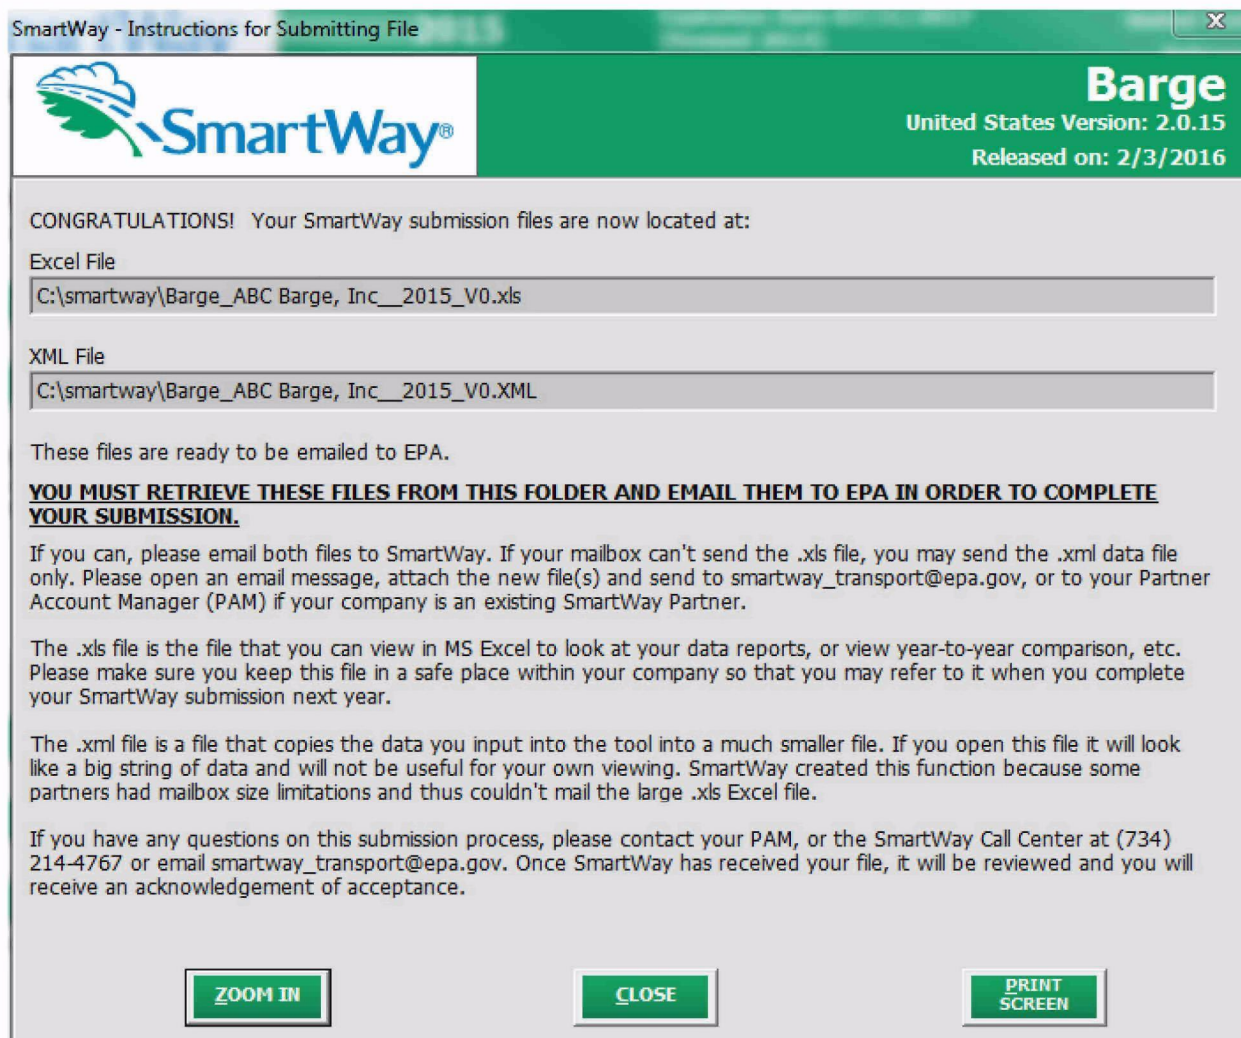 SmartWay - Instructions for Submitting File
2015
X
SmartWay®
Barge
United States Version: 2.0.15
Released on: 2/3/2016
CONGRATULATIONS!  Your SmartWay submission files are now located at:
Excel File
C:\smartway\Barge_ABC Barge, Inc__2015_V0.xls
XML File
C:\smartway\Barge_ABC Barge, Inc__2015_V0.XML
These files are ready to be emailed to EPA.
YOU MUST RETRIEVE THESE FILES FROM THIS FOLDER AND EMAIL THEM TO EPA IN ORDER TO COMPLETE
YOUR SUBMISSION.
If you can, please email both files to SmartWay. If your mailbox can't send the .xls file, you may send the .xml data file
only. Please open an email message, attach the new file(s) and send to smartway_transport@epa.gov, or to your Partner
Account Manager (PAM) if your company is an existing SmartWay Partner.
The .xls file is the file that you can view in MS Excel to look at your data reports, or view year-to-year comparison, etc.
Please make sure you keep this file in a safe place within your company so that you may refer to it when you complete
your SmartWay submission next year.
The .xml file is a file that copies the data you input into the tool into a much smaller file. If you open this file it will look
like a big string of data and will not be useful for your own viewing. SmartWay created this function because some
partners had mailbox size limitations and thus couldn't mail the large .xls Excel file.
If you have any questions on this submission process, please contact your PAM, or the SmartWay Call Center at (734)
214-4767 or email smartway_transport@epa.gov. Once SmartWay has received your file, it will be reviewed and you will
receive an acknowledgement of acceptance.
ZOOM IN
CLOSE
PRINT
SCREEN